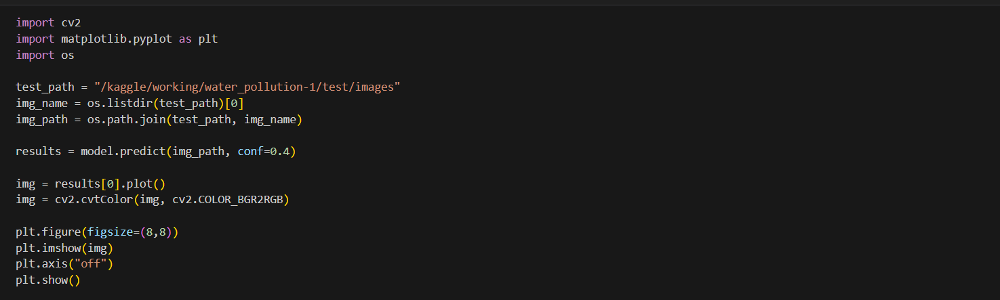 import cv2
import matplotlib.pyplot as plt
import os
test_path = "/kaggle/working/water_pollution-1/test/images"
img_name = os.listdir(test_path)[0]
img_path = os.path.join(test_path, img_name)
results = model.predict(img_path, conf=0.4)
img = results[0].plot()
img = cv2.cvtColor(img, cv2.COLOR_BGR2RGB)
plt.figure(figsize=(8,8))
plt.imshow(img)
plt.axis("off")
plt.show()